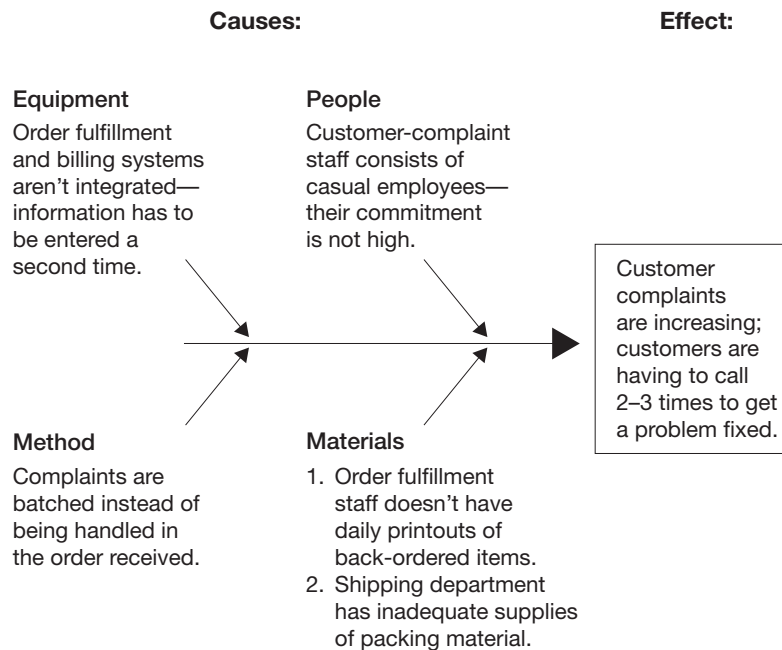 Causes:
Effect:
Equipment
Order fulfillment
and billing systems
aren’t integrated—
information has to
be entered a
second time.
People
Customer-complaint
staff consists of
casual employees—
their commitment
is not high.
Customer
complaints
are increasing;
customers are
having to call
2–3 times to get
a problem fixed.
Method
Complaints are
batched instead of
being handled in
the order received.
Materials
1. Order fulfillment
staff doesn’t have
daily printouts of
back-ordered items.
2. Shipping department
has inadequate supplies
of packing material.